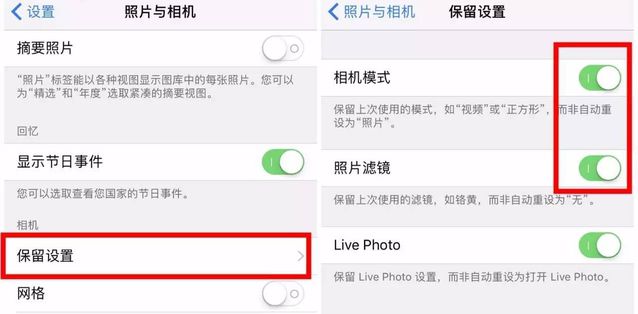 设置
照片与相机
摘要照片
“照片”标签能以各种视图显示图库中的每张照片。您可以
为“精选”和“年度”选取紧凑的摘要视图。
回忆
显示节日事件
您可以选取查看您国家的节日事件。
相机
保留设置
网格
照片与相机
保留设置
相机模式
保留上次使用的模式，如“视频”或“正方形”，而非自动重
设为“照片”。
照片滤镜
保留上次使用的滤镜，如铬黄，而非自动重设为“无”。
Live Photo
保留 Live Photo 设置，而非自动重设为打开 Live Photo。